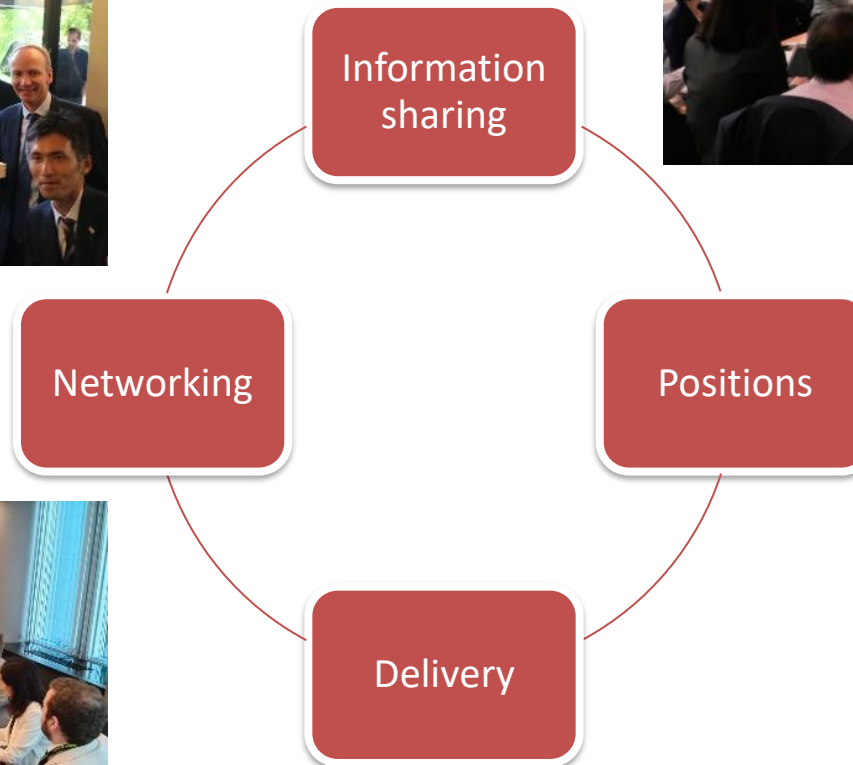 Information
sharing
Networking
Positions
Delivery